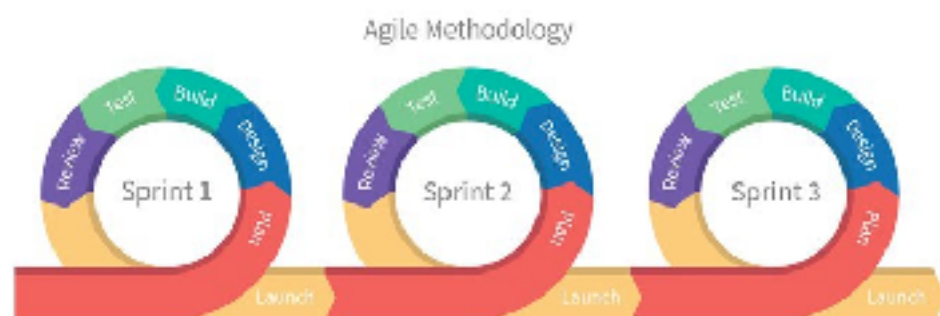 Agile Methodology
Test Build
Review Design
Sprint 1
Plan
Launch
Test Build
Review Design
Sprint 2
Plan
Launch
Test Build
Review Design
Sprint 3
Plan
Launch